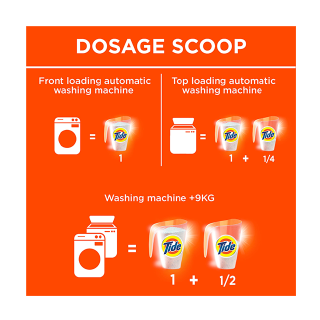 DOSAGE SCOOP
Front loading automatic
washing machine
Top loading automatic
washing machine
= Tide
1
= Tide Tide
1 + 1/4
Washing machine +9KG
= Tide Tide
1 + 1/2